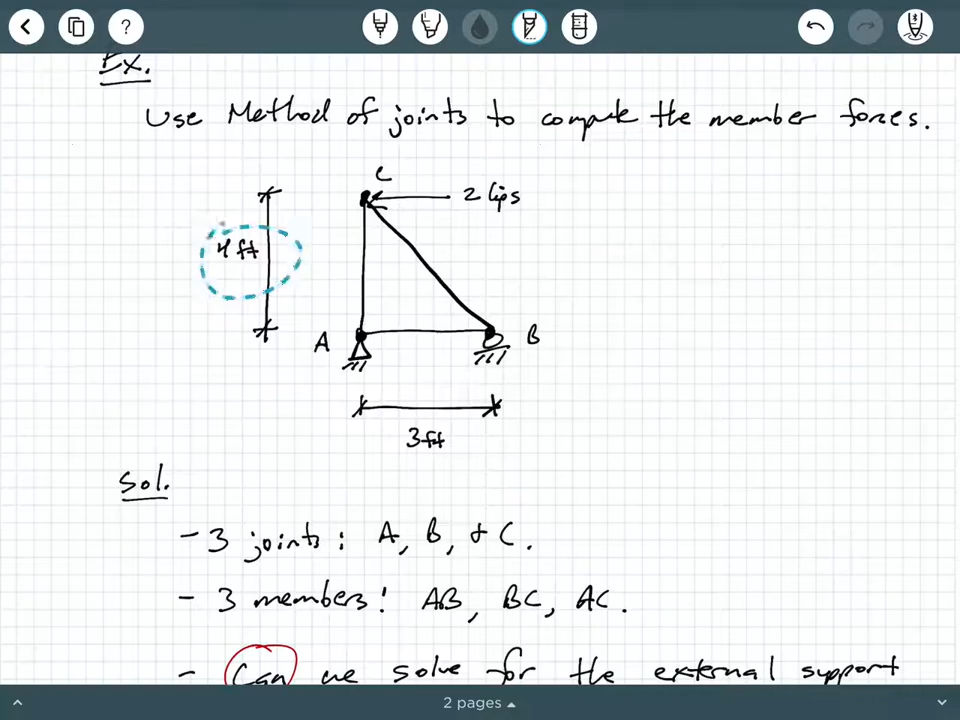 Ex.
Use Method of joints to compute the member forces.
C
2 kips
4 ft
A
B
3 ft
Sol.
- 3 joints: A, B, & C.
- 3 members: AB, BC, AC.
- Can we solve for the external support
2 pages